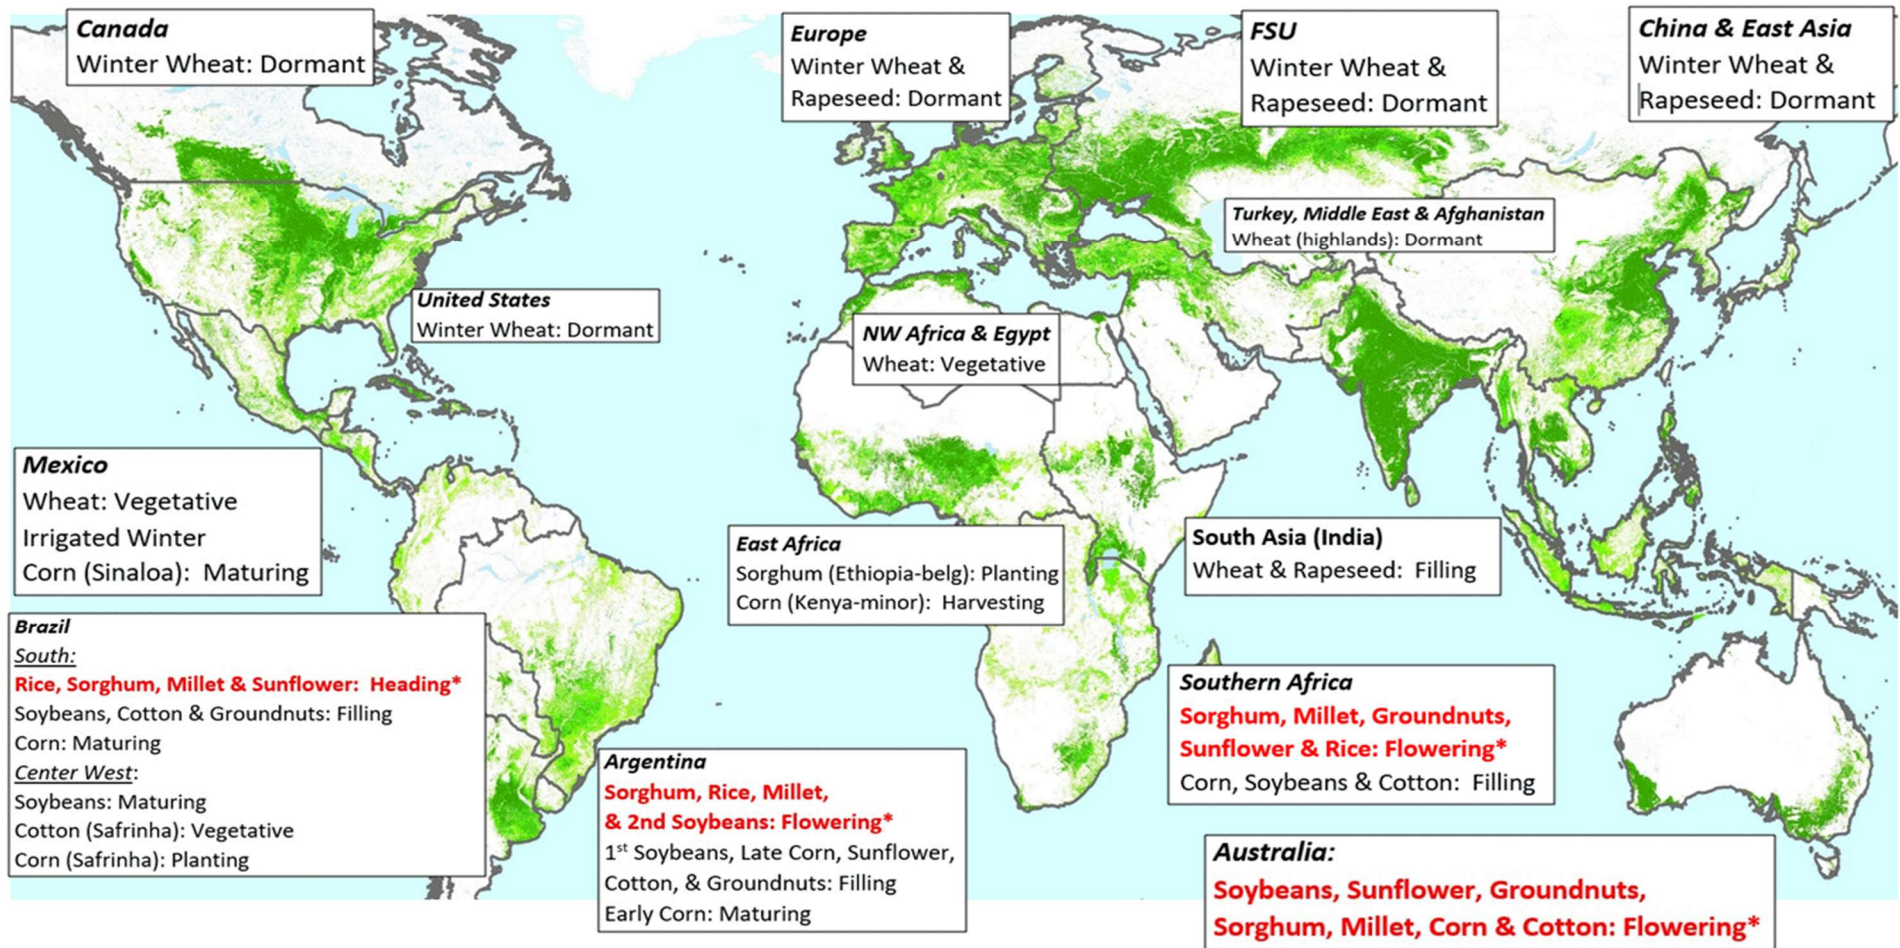 Canada
Winter Wheat: Dormant
Europe
Winter Wheat &
Rapeseed: Dormant
FSU
Winter Wheat &
Rapeseed: Dormant
China & East Asia
Winter Wheat &
Rapeseed: Dormant
Turkey, Middle East & Afghanistan
Wheat (highlands): Dormant
United States
Winter Wheat: Dormant
NW Africa & Egypt
Wheat: Vegetative
Mexico
Wheat: Vegetative
Irrigated Winter
Corn (Sinaloa): Maturing
East Africa
Sorghum (Ethiopia-belg): Planting
Corn (Kenya-minor): Harvesting
South Asia (India)
Wheat & Rapeseed: Filling
Brazil
South:
Rice, Sorghum, Millet & Sunflower: Heading*
Soybeans, Cotton & Groundnuts: Filling
Corn: Maturing
Center West:
Soybeans: Maturing
Cotton (Safrinha): Vegetative
Corn (Safrinha): Planting
Argentina
Sorghum, Rice, Millet,
& 2nd Soybeans: Flowering*
1st Soybeans, Late Corn, Sunflower,
Cotton, & Groundnuts: Filling
Early Corn: Maturing
Southern Africa
Sorghum, Millet, Groundnuts,
Sunflower & Rice: Flowering*
Corn, Soybeans & Cotton: Filling
Australia:
Soybeans, Sunflower, Groundnuts,
Sorghum, Millet, Corn & Cotton: Flowering*